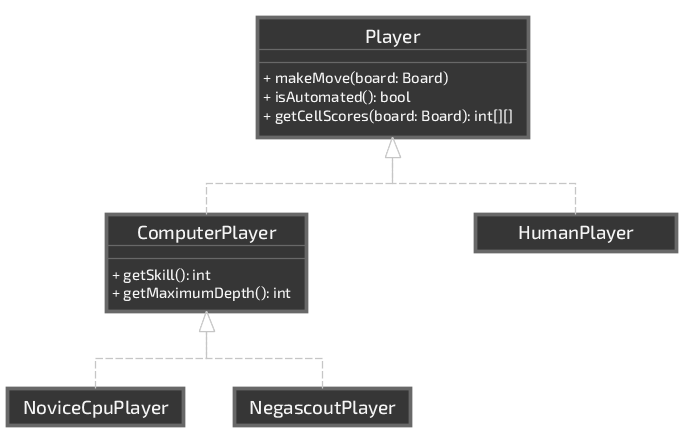 Player
+ makeMove(board: Board)
+ isAutomated(): bool
+ getCellScores(board: Board): int[][]
ComputerPlayer
+ getSkill(): int
+ getMaximumDepth(): int
HumanPlayer
NoviceCpuPlayer
NegascoutPlayer